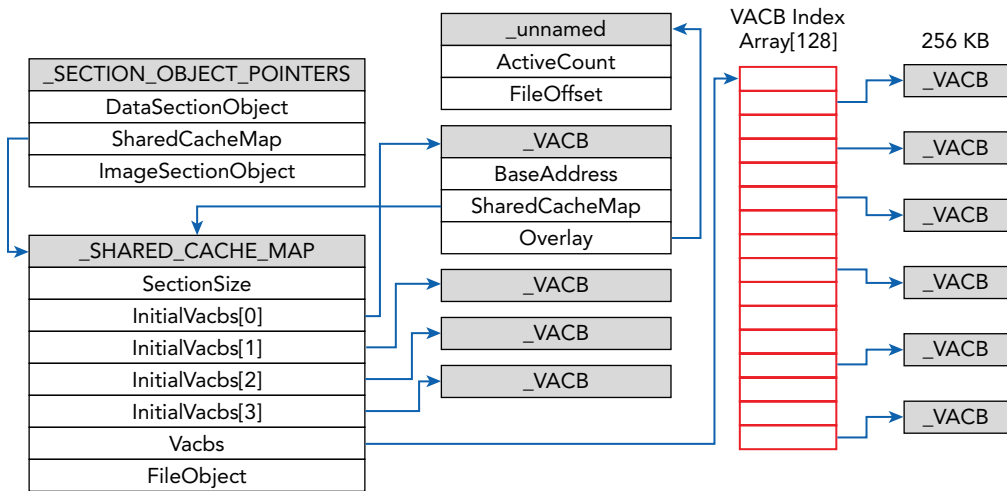 _SECTION_OBJECT_POINTERS
DataSectionObject
SharedCacheMap
ImageSectionObject
_SHARED_CACHE_MAP
SectionSize
InitialVacbs[0]
InitialVacbs[1]
InitialVacbs[2]
InitialVacbs[3]
Vacbs
FileObject
_unnamed
ActiveCount
FileOffset
_VACB
BaseAddress
SharedCacheMap
Overlay
_VACB
_VACB
_VACB
VACB Index
Array[128]
256 KB
_VACB
_VACB
_VACB
_VACB
_VACB
_VACB